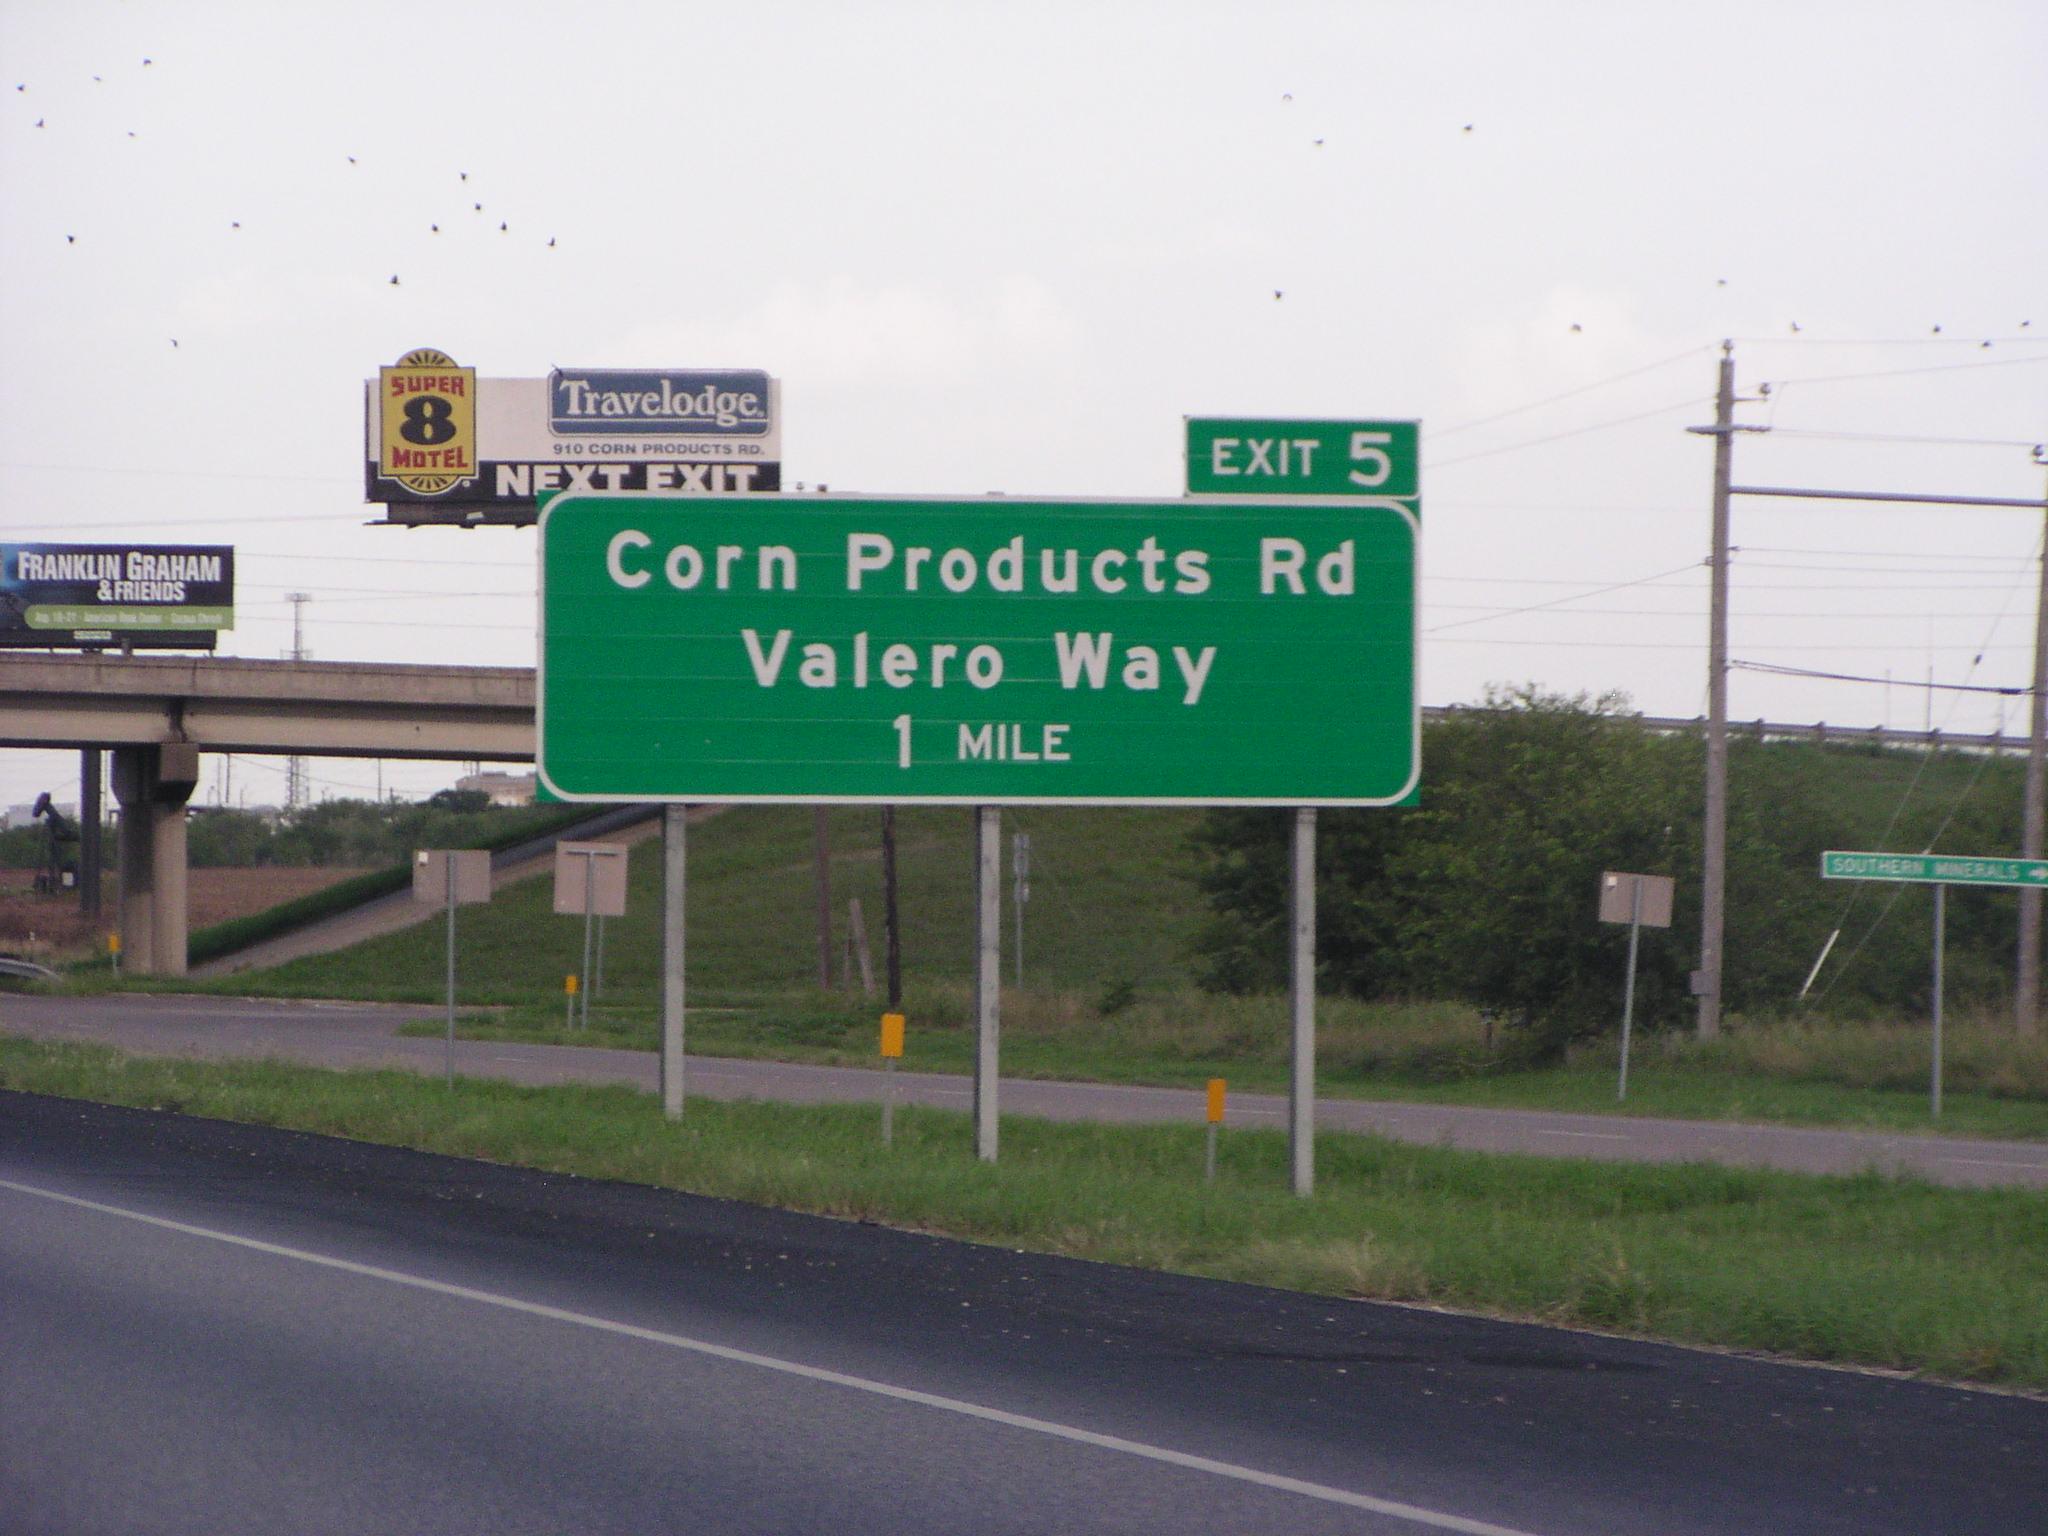 SUPER
8
MOTEL
Travelodge
910 CORN PRODUCTS RD.
NEXT EXIT
EXIT 5
FRANKLIN GRAHAM
& FRIENDS
Corn Products Rd
Valero Way
1 MILE
SOUTHERN MINERALS